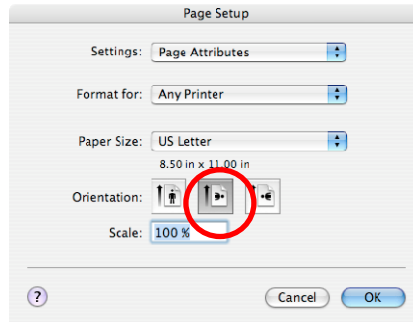 Page Setup
Settings: Page Attributes
Format for: Any Printer
Paper Size: US Letter
8.50 in x 11.00 in
Orientation:
Scale: 100 %
? Cancel OK